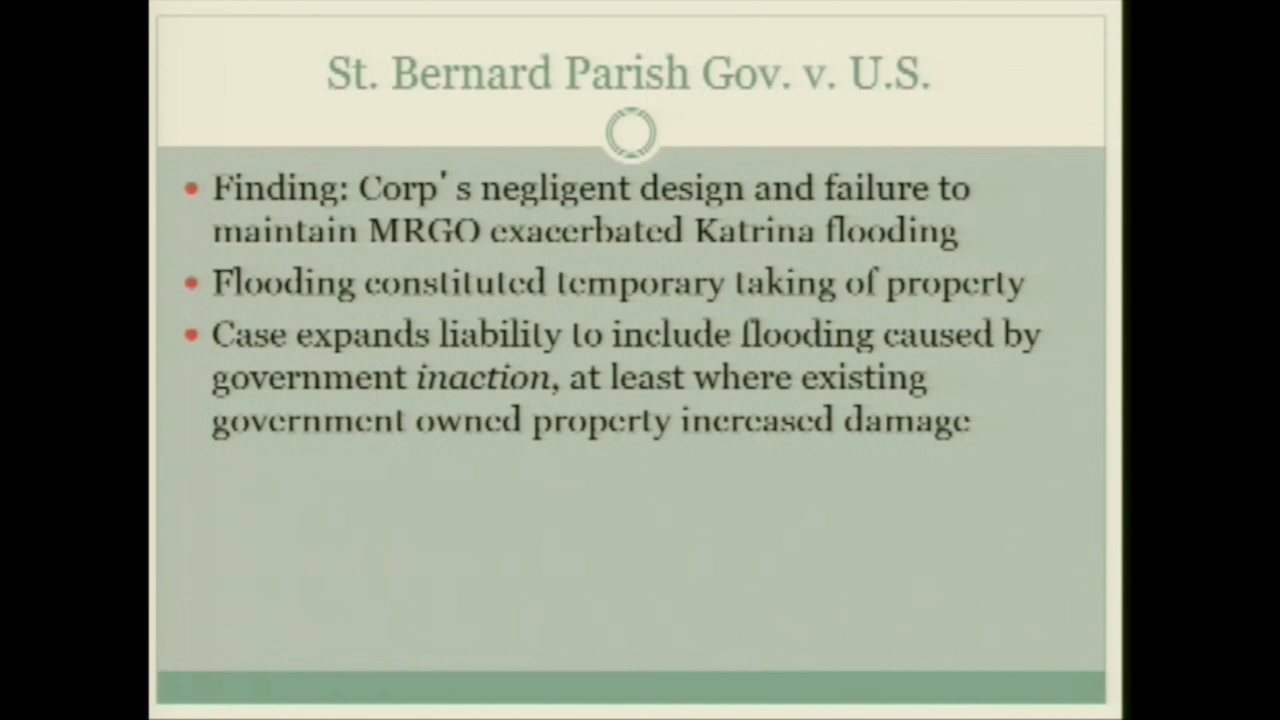 St. Bernard Parish Gov. v. U.S.
• Finding: Corp's negligent design and failure to
maintain MRGO exacerbated Katrina flooding
• Flooding constituted temporary taking of property
• Case expands liability to include flooding caused by
government inaction, at least where existing
government owned property increased damage